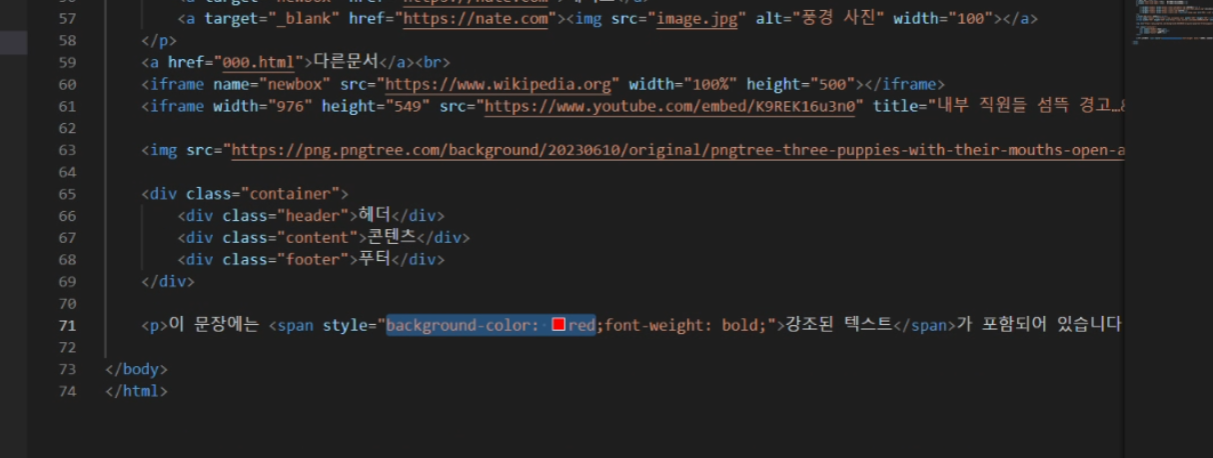 57 <a target="_blank" href="https://nate.com"><img src="image.jpg" alt="풍경 사진" width="100"></a>
58 </p>
59 <a href="000.html">다른문서</a><br>
60 <iframe name="newbox" src="https://www.wikipedia.org" width="100%" height="500"></iframe>
61 <iframe width="976" height="549" src="https://www.youtube.com/embed/K9REK16u3n0" title="내부 직원들 섬뜩 경고…
62
63 <img src="https://png.pngtree.com/background/20230610/original/pngtree-three-puppies-with-their-mouths-open-a
64
65 <div class="container">
66 <div class="header">헤더</div>
67 <div class="content">콘텐츠</div>
68 <div class="footer">푸터</div>
69 </div>
70
71 <p>이 문장에는 <span style="background-color: red;font-weight: bold;">강조된 텍스트</span>가 포함되어 있습니다
72
73 </body>
74 </html>